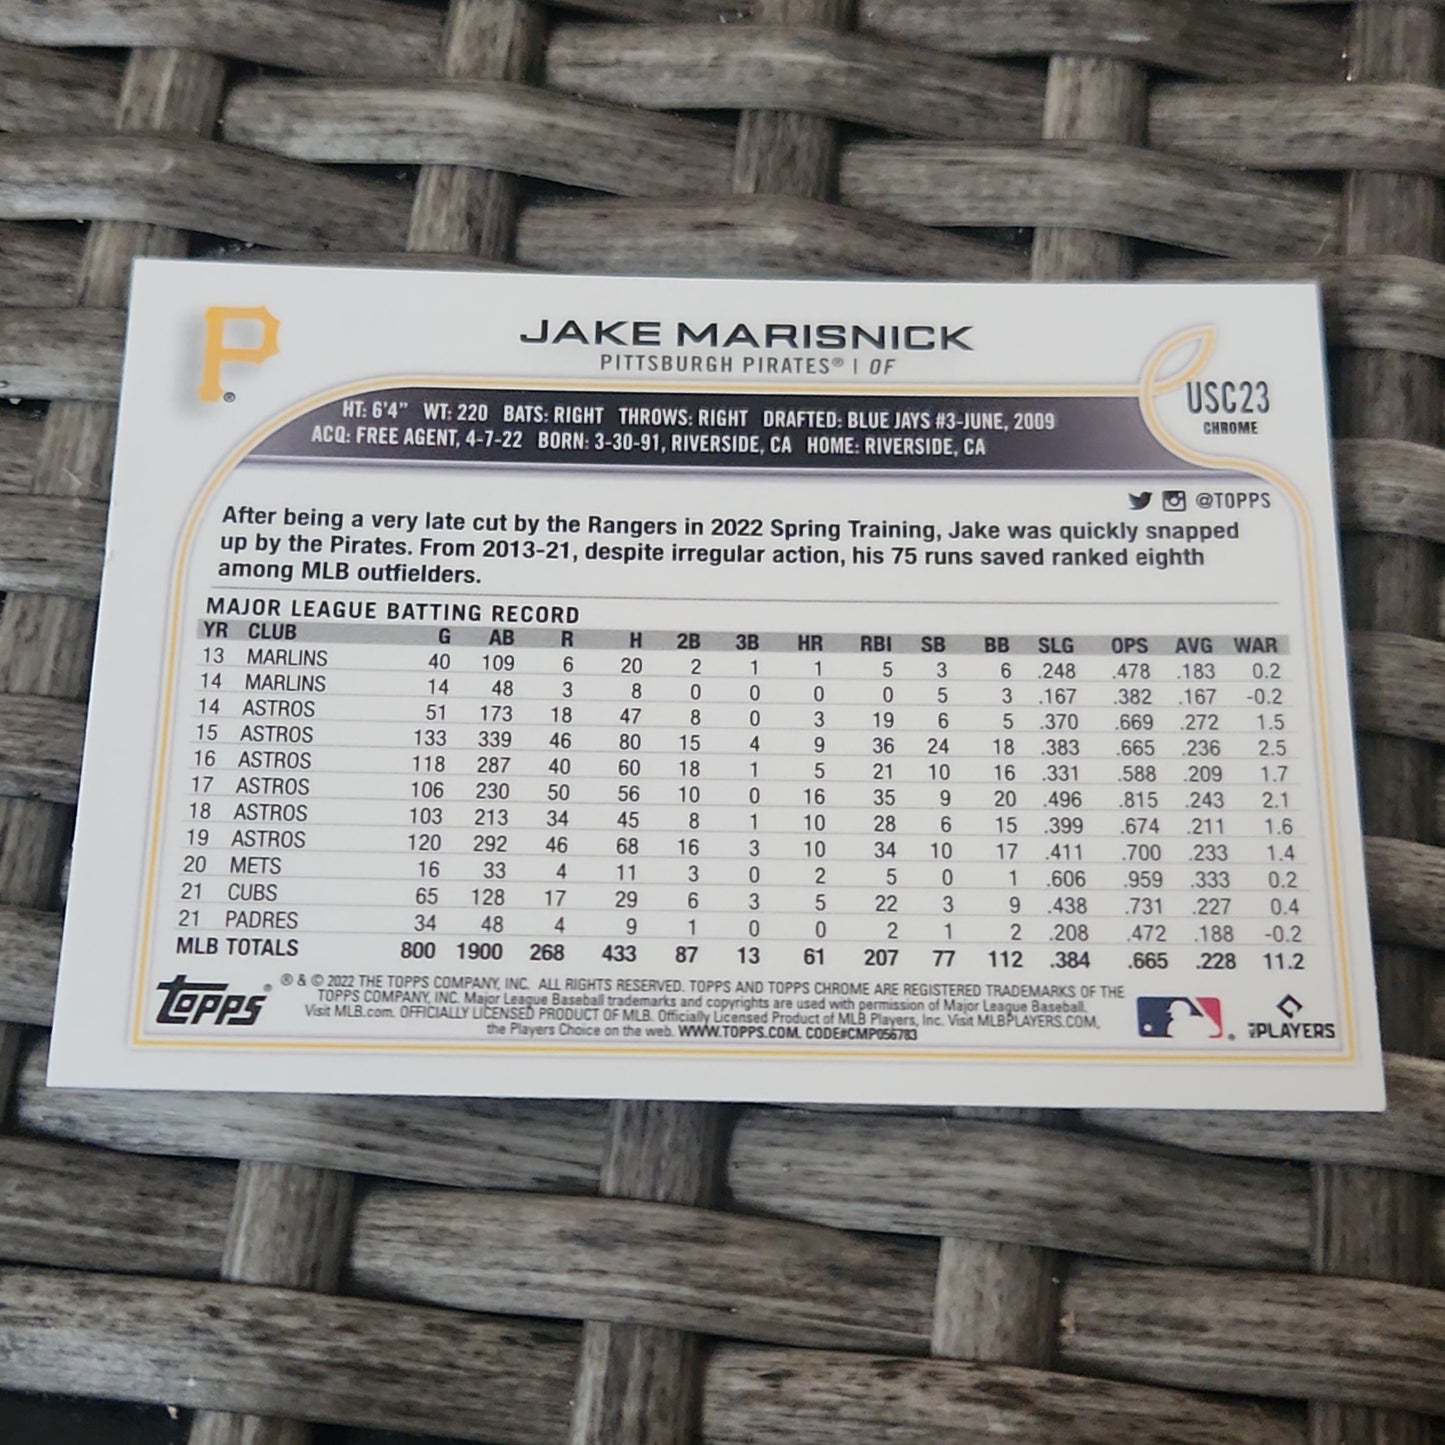 P®
JAKE MARISNICK
PITTSBURGH PIRATES® | OF
USC23
CHROME
HT: 6'4" WT: 220 BATS: RIGHT THROWS: RIGHT DRAFTED: BLUE JAYS #3-JUNE, 2009
ACQ: FREE AGENT, 4-7-22 BORN: 3-30-91, RIVERSIDE, CA HOME: RIVERSIDE, CA
@TOPPS
After being a very late cut by the Rangers in 2022 Spring Training, Jake was quickly snapped
up by the Pirates. From 2013-21, despite irregular action, his 75 runs saved ranked eighth
among MLB outfielders.
MAJOR LEAGUE BATTING RECORD
YR CLUB G AB R H 2B 3B HR RBI SB BB SLG OPS AVG WAR
13 MARLINS 40 109 6 20 2 1 1 5 3 6 .248 .478 .183 0.2
14 MARLINS 14 48 3 8 0 0 0 0 5 3 .167 .382 .167 -0.2
14 ASTROS 51 173 18 47 8 0 3 19 6 5 .370 .669 .272 1.5
15 ASTROS 133 339 46 80 15 4 9 36 24 18 .383 .665 .236 2.5
16 ASTROS 118 287 40 60 18 1 5 21 10 16 .331 .588 .209 1.7
17 ASTROS 106 230 50 56 10 0 16 35 9 20 .496 .815 .243 2.1
18 ASTROS 103 213 34 45 8 1 10 28 6 15 .399 .674 .211 1.6
19 ASTROS 120 292 46 68 16 3 10 34 10 17 .411 .700 .233 1.4
20 METS 16 33 4 11 3 0 2 5 0 1 .606 .959 .333 0.2
21 CUBS 65 128 17 29 6 3 5 22 3 9 .438 .731 .227 0.4
21 PADRES 34 48 4 9 1 0 0 2 1 2 .208 .472 .188 -0.2
MLB TOTALS 800 1900 268 433 87 13 61 207 77 112 .384 .665 .228 11.2
Topps®
® & © 2022 THE TOPPS COMPANY, INC. ALL RIGHTS RESERVED. TOPPS AND TOPPS CHROME ARE REGISTERED TRADEMARKS OF THE
TOPPS COMPANY, INC. Major League Baseball trademarks and copyrights are used with permission of Major League Baseball.
Visit MLB.com. OFFICIALLY LICENSED PRODUCT OF MLB. Officially Licensed Product of MLB Players, Inc. Visit MLBPLAYERS.COM,
the Players Choice on the web. WWW.TOPPS.COM. CODE#CMP056783
MLB PLAYERS